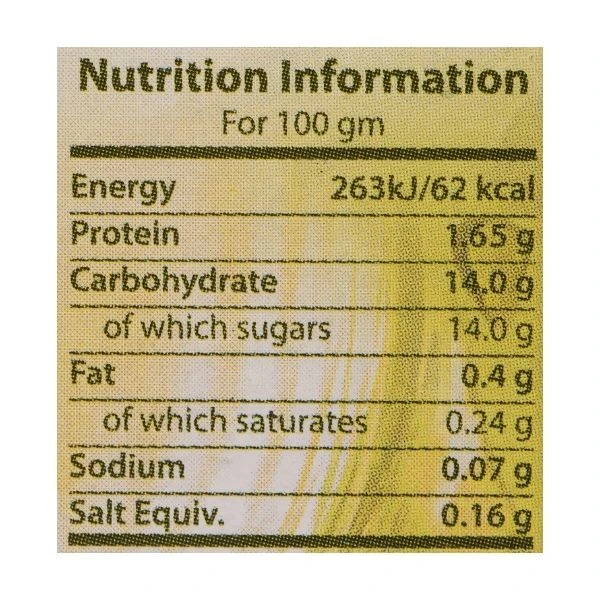 Nutrition Information
For 100 gm
Energy 263kJ/62 kcal
Protein 1.65 g
Carbohydrate 14.0 g
of which sugars 14.0 g
Fat 0.4 g
of which saturates 0.24 g
Sodium 0.07 g
Salt Equiv. 0.16 g